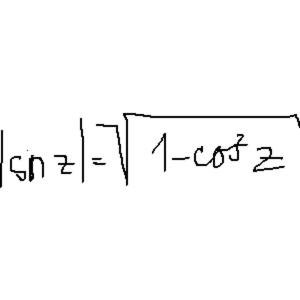 |sin z| = √(1-cos² z)